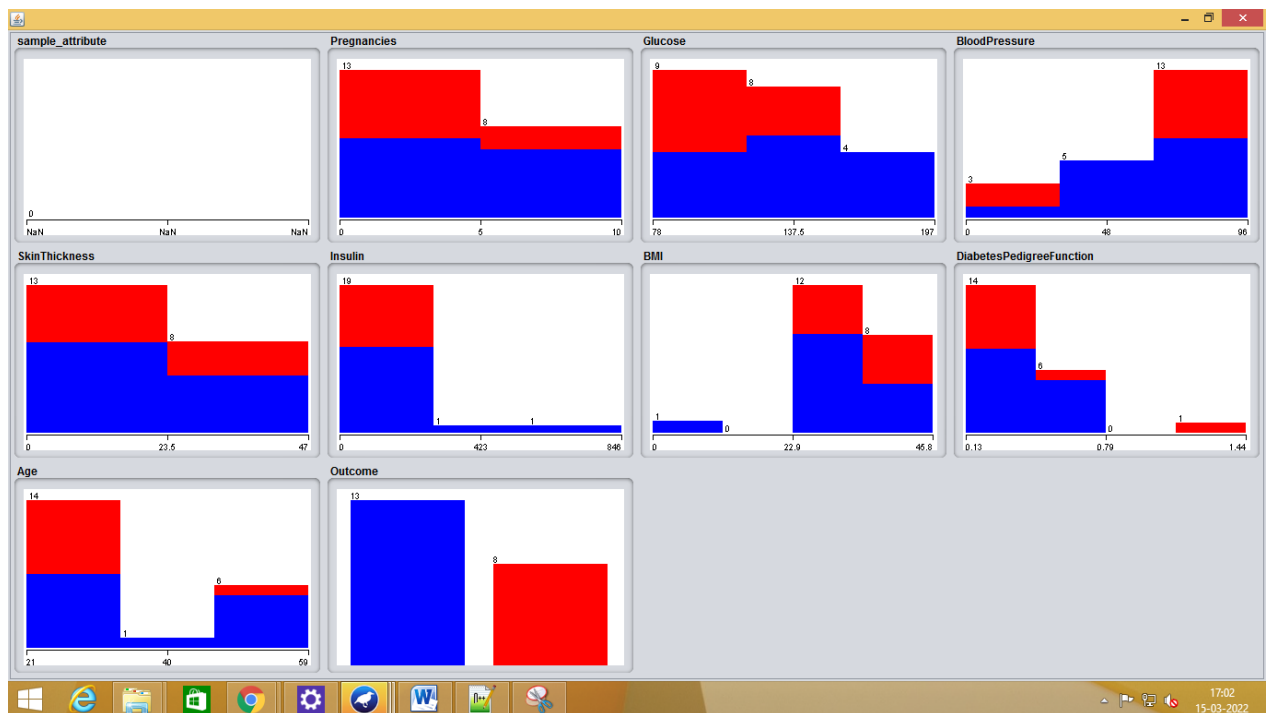 sample_attribute
0
NaN NaN NaN
Pregnancies
13
8
0 5 10
Glucose
9
8
4
78 137.5 197
BloodPressure
13
5
3
0 48 96
SkinThickness
13
8
0 23.5 47
Insulin
19
1 1
0 423 846
BMI
12
8
1
0
0 22.9 45.8
DiabetesPedigreeFunction
14
6
1
0
0.13 0.79 1.44
Age
14
6
1
21 40 59
Outcome
13
8
17:02
15-03-2022